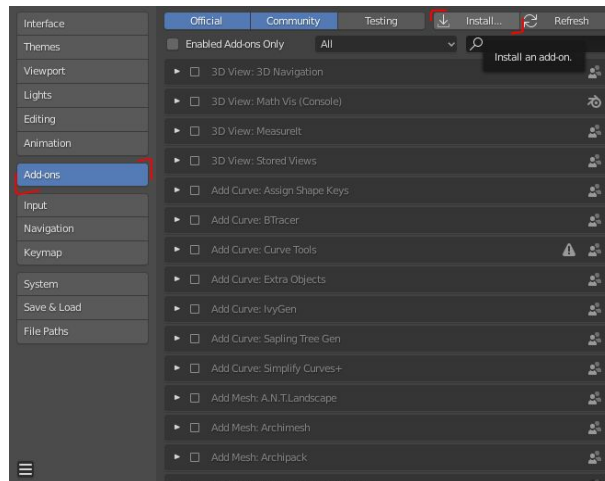 Interface
Themes
Viewport
Lights
Editing
Animation
Add-ons
Input
Navigation
Keymap
System
Save & Load
File Paths
Official Community Testing Install... Refresh
Enabled Add-ons Only All
Install an add-on.
3D View: 3D Navigation
3D View: Math Vis (Console)
3D View: MeasureIt
3D View: Stored Views
Add Curve: Assign Shape Keys
Add Curve: BTracer
Add Curve: Curve Tools
Add Curve: Extra Objects
Add Curve: IvyGen
Add Curve: Sapling Tree Gen
Add Curve: Simplify Curves+
Add Mesh: A.N.T.Landscape
Add Mesh: Archimesh
Add Mesh: Archipack